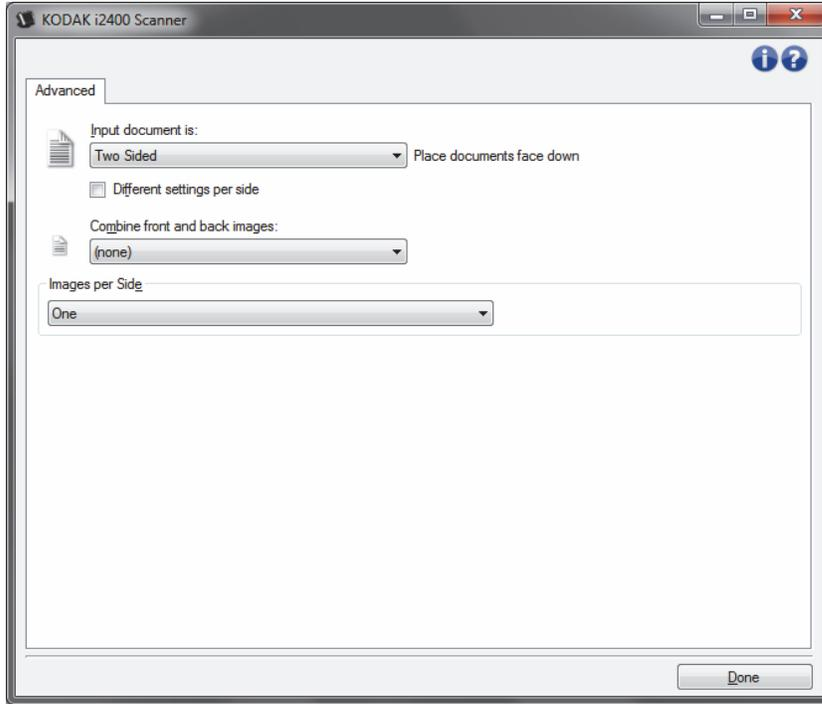 KODAK i2400 Scanner
Advanced
Input document is:
Two Sided Place documents face down
Different settings per side
Combine front and back images:
(none)
Images per Side
One
Done